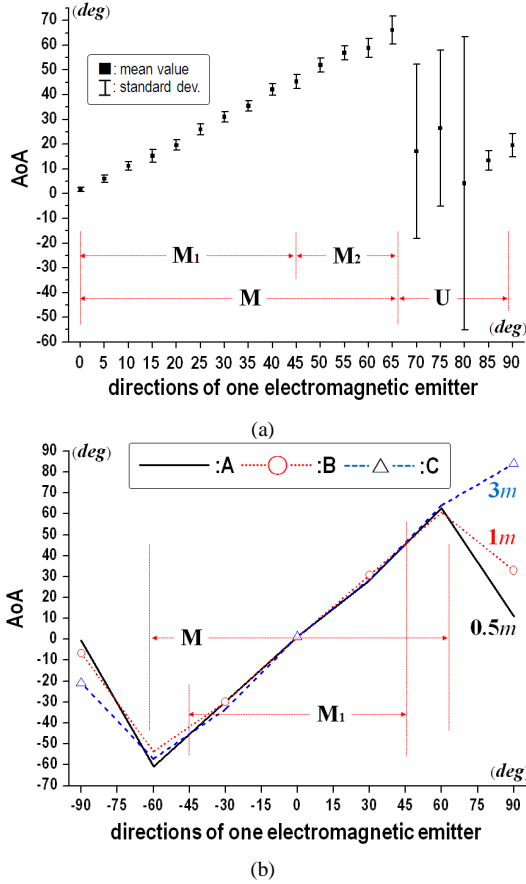 (deg)
70
60
50
40
30
20
10
0
-10
-20
-30
-40
-50
-60
AoA
: mean value
: standard dev.
M1
M2
M
U
(deg)
0 5 10 15 20 25 30 35 40 45 50 55 60 65 70 75 80 85 90
directions of one electromagnetic emitter
(a)
(deg)
90
80
70
60
50
40
30
20
10
0
-10
-20
-30
-40
-50
-60
-70
AoA
:A :B :C
3m
1m
0.5m
M
M1
(deg)
-90 -75 -60 -45 -30 -15 0 15 30 45 60 75 90
directions of one electromagnetic emitter
(b)